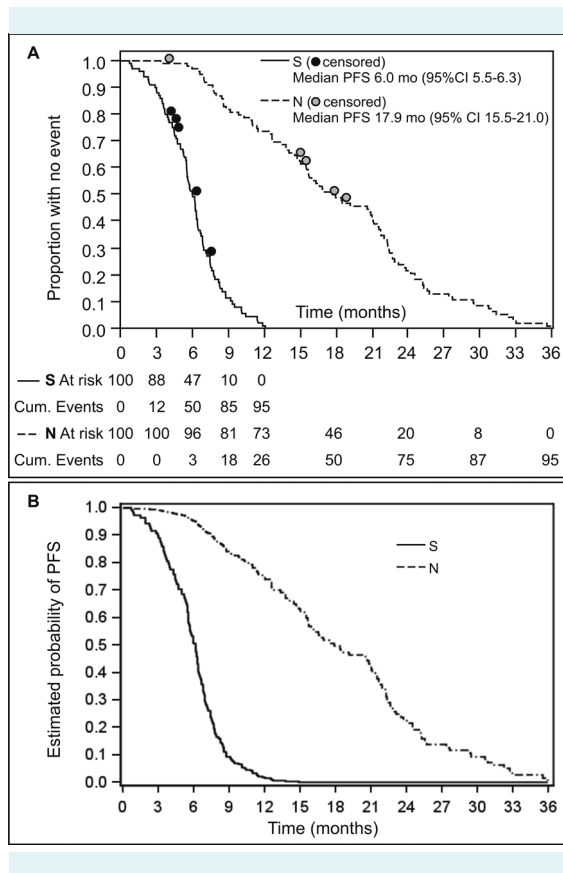 A
S (● censored)
Median PFS 6.0 mo (95%CI 5.5-6.3)
N (● censored)
Median PFS 17.9 mo (95% CI 15.5-21.0)
Proportion with no event
1.0
0.9
0.8
0.7
0.6
0.5
0.4
0.3
0.2
0.1
0.0
Time (months)
0 3 6 9 12 15 18 21 24 27 30 33 36
S At risk 100 88 47 10 0
Cum. Events 0 12 50 85 95
N At risk 100 100 96 81 73 46 20 8 0
Cum. Events 0 0 3 18 26 50 75 87 95
B
S
N
Estimated probability of PFS
1.0
0.9
0.8
0.7
0.6
0.5
0.4
0.3
0.2
0.1
0.0
0 3 6 9 12 15 18 21 24 27 30 33 36
Time (months)